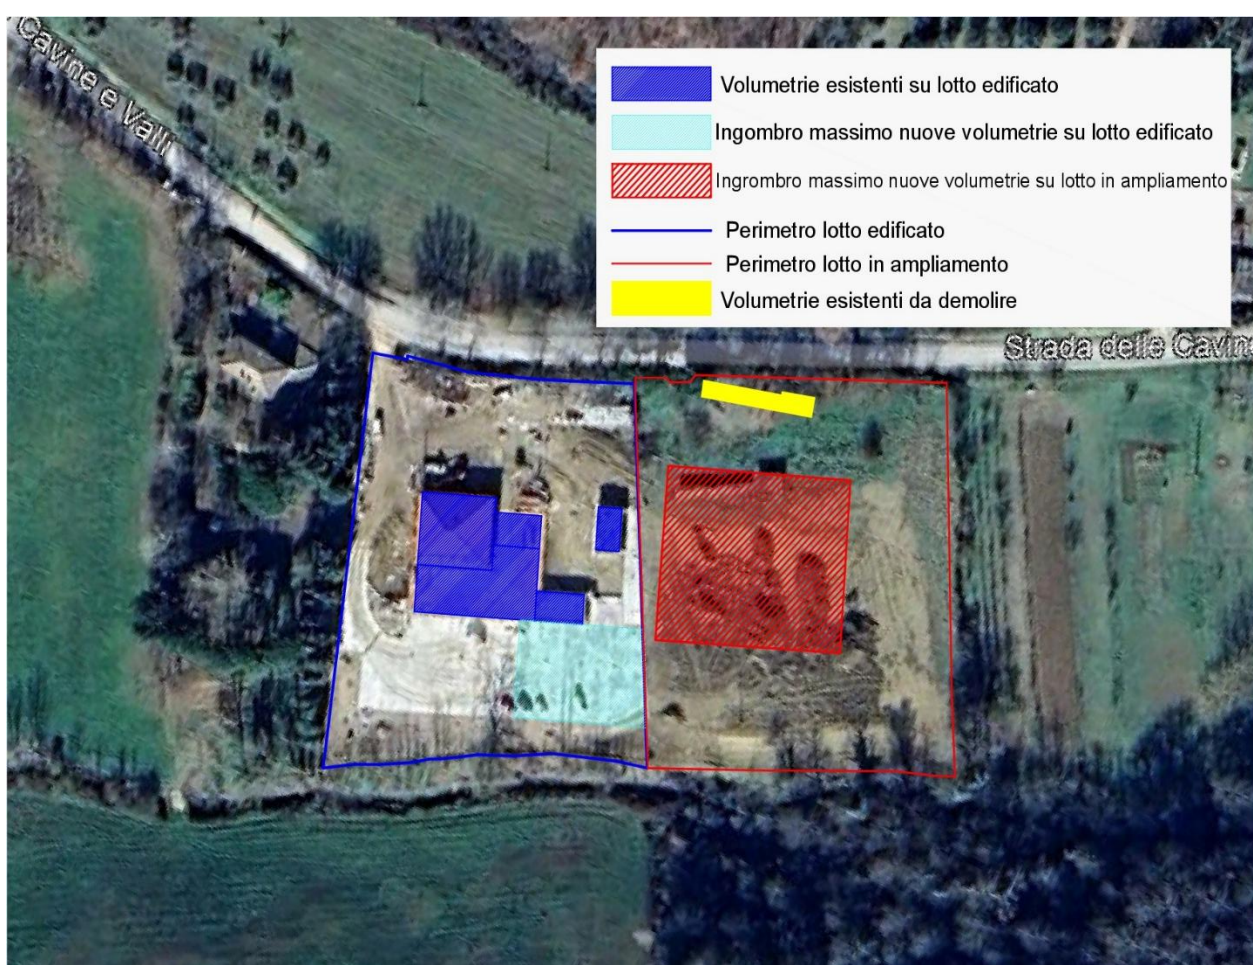 Cavine e Valli
Volumetrie esistenti su lotto edificato
Ingombro massimo nuove volumetrie su lotto edificato
Ingrombro massimo nuove volumetrie su lotto in ampliamento
Perimetro lotto edificato
Perimetro lotto in ampliamento
Volumetrie esistenti da demolire
Strada delle Cavine